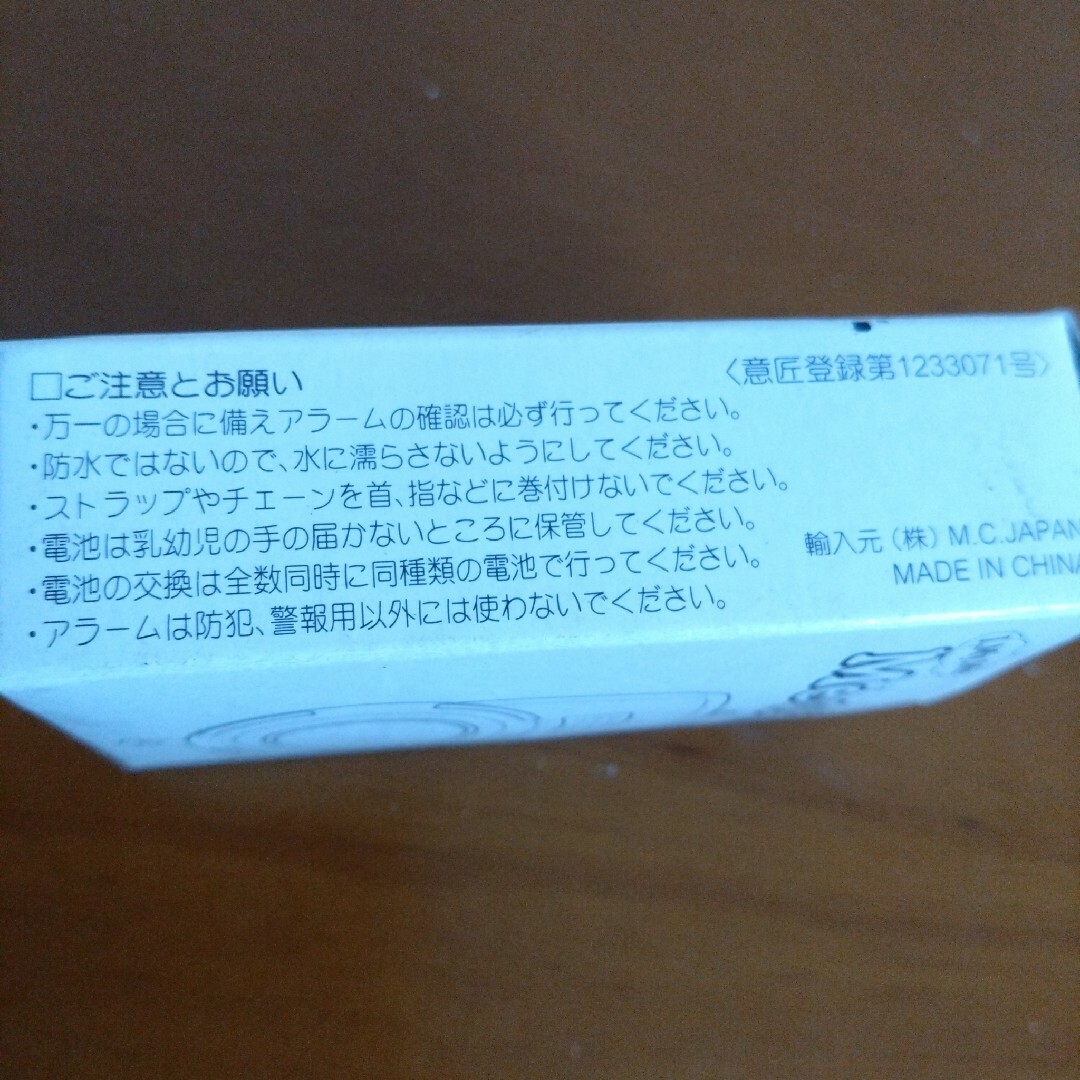 □ご注意とお願い
〈意匠登録第1233071号〉
・万一の場合に備えアラームの確認は必ず行ってください。
・防水ではないので、水に濡らさないようにしてください。
・ストラップやチェーンを首、指などに巻付けないでください。
・電池は乳幼児の手の届かないところに保管してください。
・電池の交換は全数同時に同種類の電池で行ってください。
・アラームは防犯、警報用以外には使わないでください。
輸入元(株)M.C.JAPAN
MADE IN CHINA